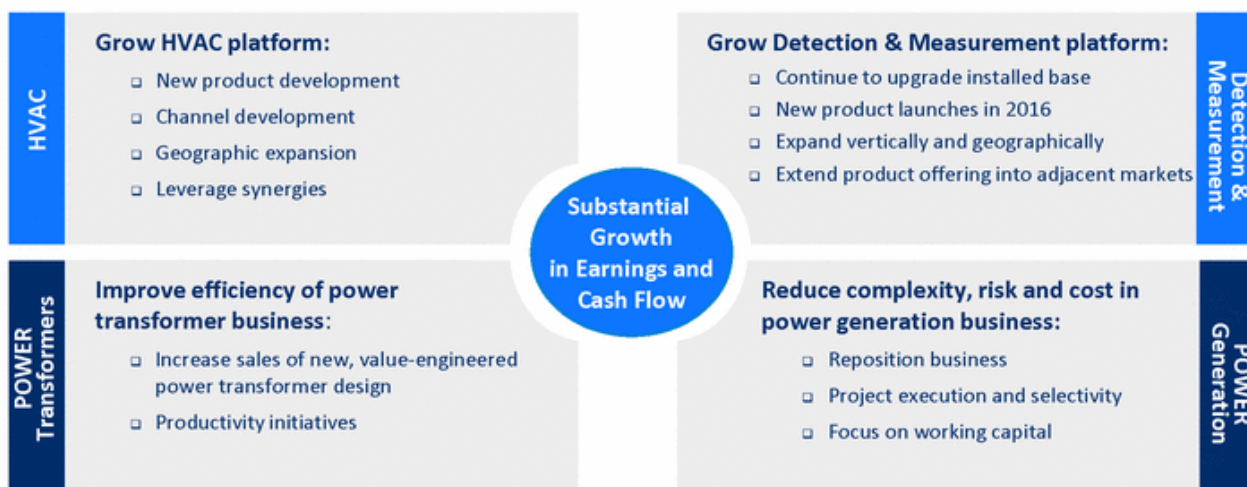 HVAC
Grow HVAC platform:
❑ New product development
❑ Channel development
❑ Geographic expansion
❑ Leverage synergies
Grow Detection & Measurement platform:
❑ Continue to upgrade installed base
❑ New product launches in 2016
❑ Expand vertically and geographically
❑ Extend product offering into adjacent markets
Detection &
Measurement
Substantial
Growth
in Earnings and
Cash Flow
POWER
Transformers
Improve efficiency of power
transformer business:
❑ Increase sales of new, value-engineered
power transformer design
❑ Productivity initiatives
Reduce complexity, risk and cost in
power generation business:
❑ Reposition business
❑ Project execution and selectivity
❑ Focus on working capital
POWER
Generation